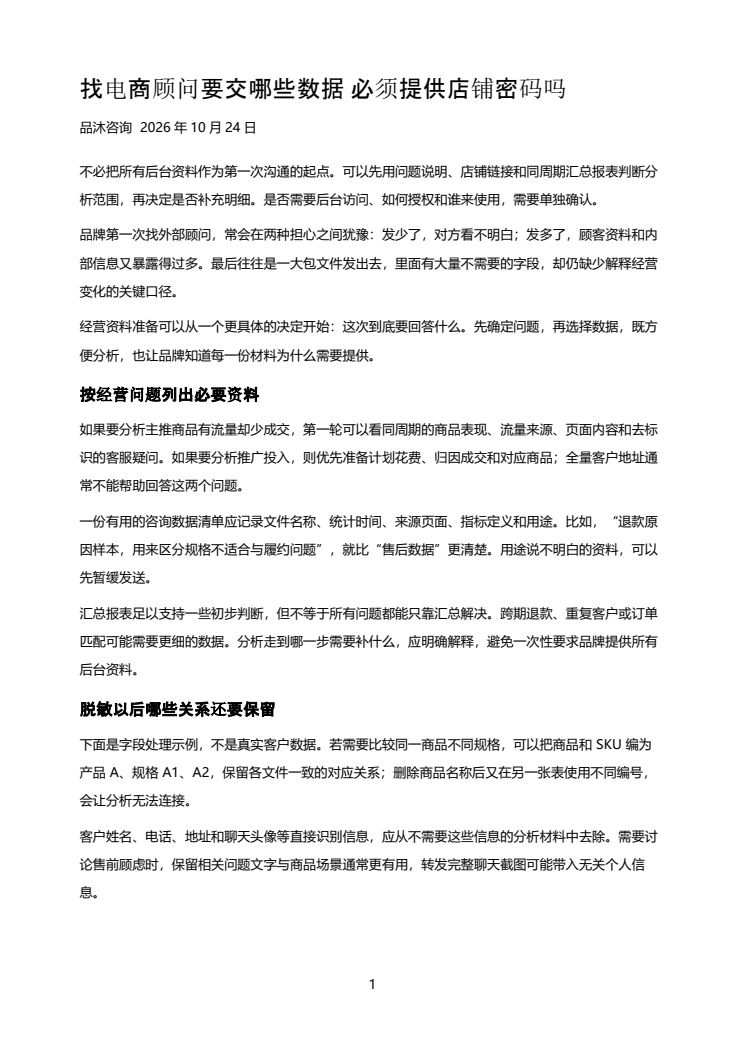 找电商顾问要交哪些数据 必须提供店铺密码吗
品沐咨询 2026 年 10 月 24 日
不必把所有后台资料作为第一次沟通的起点。可以先用问题说明、店铺链接和同周期汇总报表判断分
析范围，再决定是否补充明细。是否需要后台访问、如何授权和谁来使用，需要单独确认。
品牌第一次找外部顾问，常会在两种担心之间犹豫：发少了，对方看不明白；发多了，顾客资料和内
部信息又暴露得过多。最后往往是一大包文件发出去，里面有大量不需要的字段，却仍缺少解释经营
变化的关键口径。
经营资料准备可以从一个更具体的决定开始：这次到底要回答什么。先确定问题，再选择数据，既方
便分析，也让品牌知道每一份材料为什么需要提供。
按经营问题列出必要资料
如果要分析主推商品有流量却少成交，第一轮可以看同周期的商品表现、流量来源、页面内容和去标
识的客服疑问。如果要分析推广投入，则优先准备计划花费、归因成交和对应商品；全量客户地址通
常不能帮助回答这两个问题。
一份有用的咨询数据清单应记录文件名称、统计时间、来源页面、指标定义和用途。比如，“退款原
因样本，用来区分规格不适合与履约问题”，就比“售后数据”更清楚。用途说不明白的资料，可以
先暂缓发送。
汇总报表足以支持一些初步判断，但不等于所有问题都能只靠汇总解决。跨期退款、重复客户或订单
匹配可能需要更细的数据。分析走到哪一步需要补什么，应明确解释，避免一次性要求品牌提供所有
后台资料。
脱敏以后哪些关系还要保留
下面是字段处理示例，不是真实客户数据。若需要比较同一商品不同规格，可以把商品和 SKU 编为
产品 A、规格 A1、A2，保留各文件一致的对应关系；删除商品名称后又在另一张表使用不同编号，
会让分析无法连接。
客户姓名、电话、地址和聊天头像等直接识别信息，应从不需要这些信息的分析材料中去除。需要讨
论售前顾虑时，保留相关问题文字与商品场景通常更有用，转发完整聊天截图可能带入无关个人信
息。
1